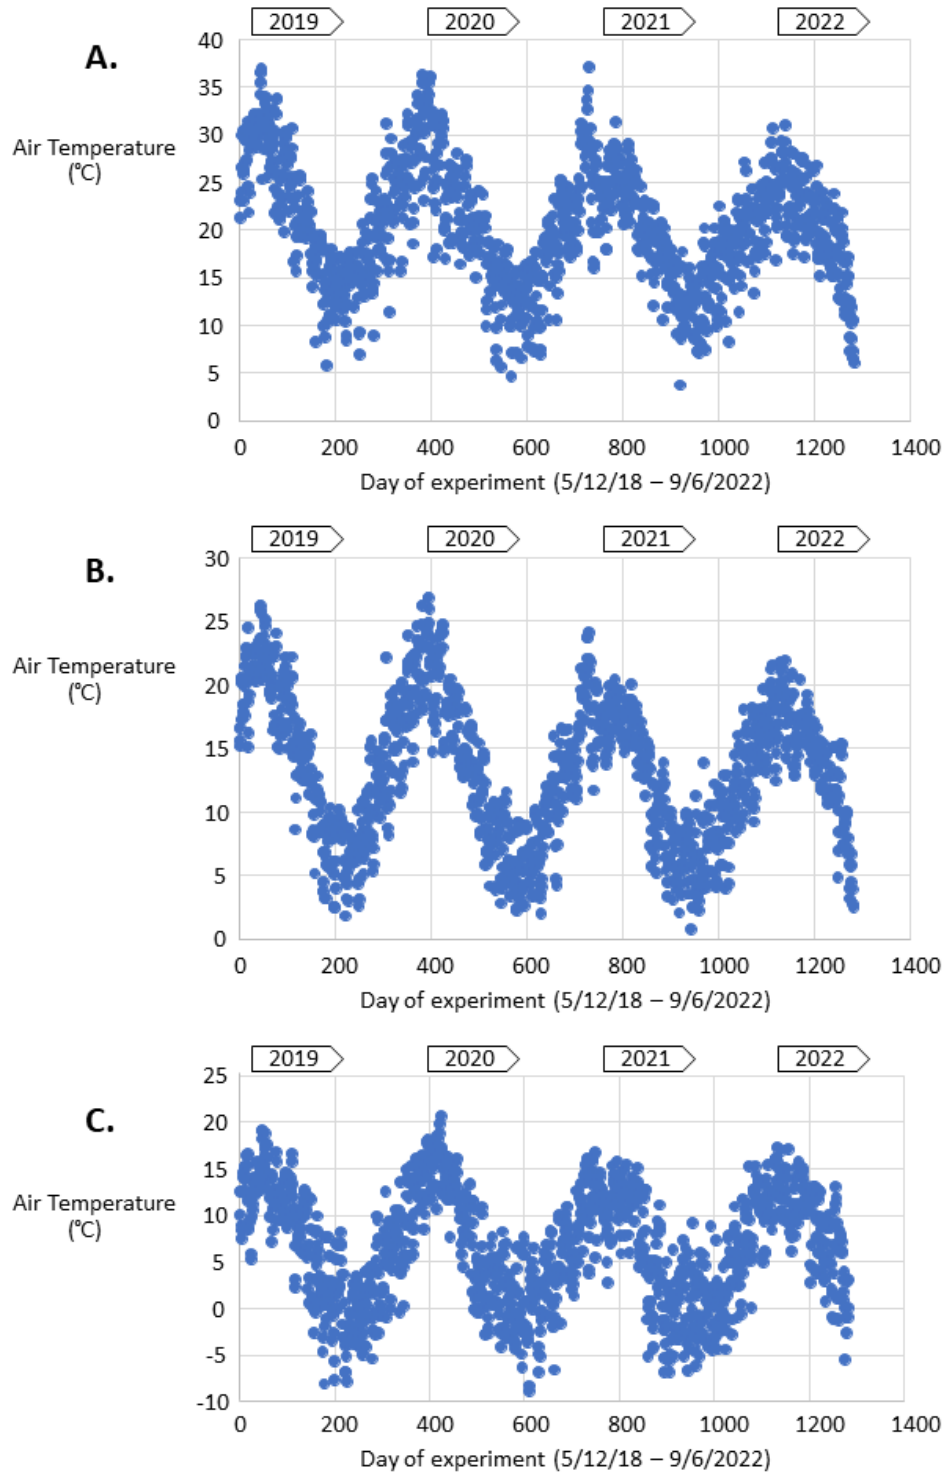 2019 2020 2021 2022
A.
40
35
30
25
20
15
10
5
0
Air Temperature
(°C)
0 200 400 600 800 1000 1200 1400
Day of experiment (5/12/18 – 9/6/2022)
2019 2020 2021 2022
B.
30
25
20
15
10
5
0
Air Temperature
(°C)
0 200 400 600 800 1000 1200 1400
Day of experiment (5/12/18 – 9/6/2022)
2019 2020 2021 2022
C.
25
20
15
10
5
0
-5
-10
Air Temperature
(°C)
0 200 400 600 800 1000 1200 1400
Day of experiment (5/12/18 – 9/6/2022)